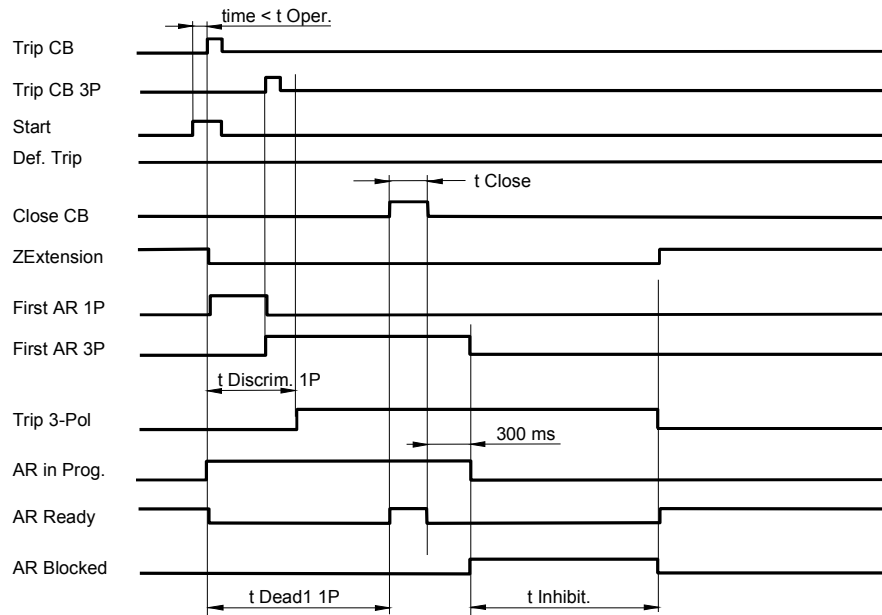 time < t Oper.
Trip CB
Trip CB 3P
Start
Def. Trip
t Close
Close CB
ZExtension
First AR 1P
First AR 3P
t Discrim. 1P
Trip 3-Pol
300 ms
AR in Prog.
AR Ready
AR Blocked
t Dead1 1P
t Inhibit.